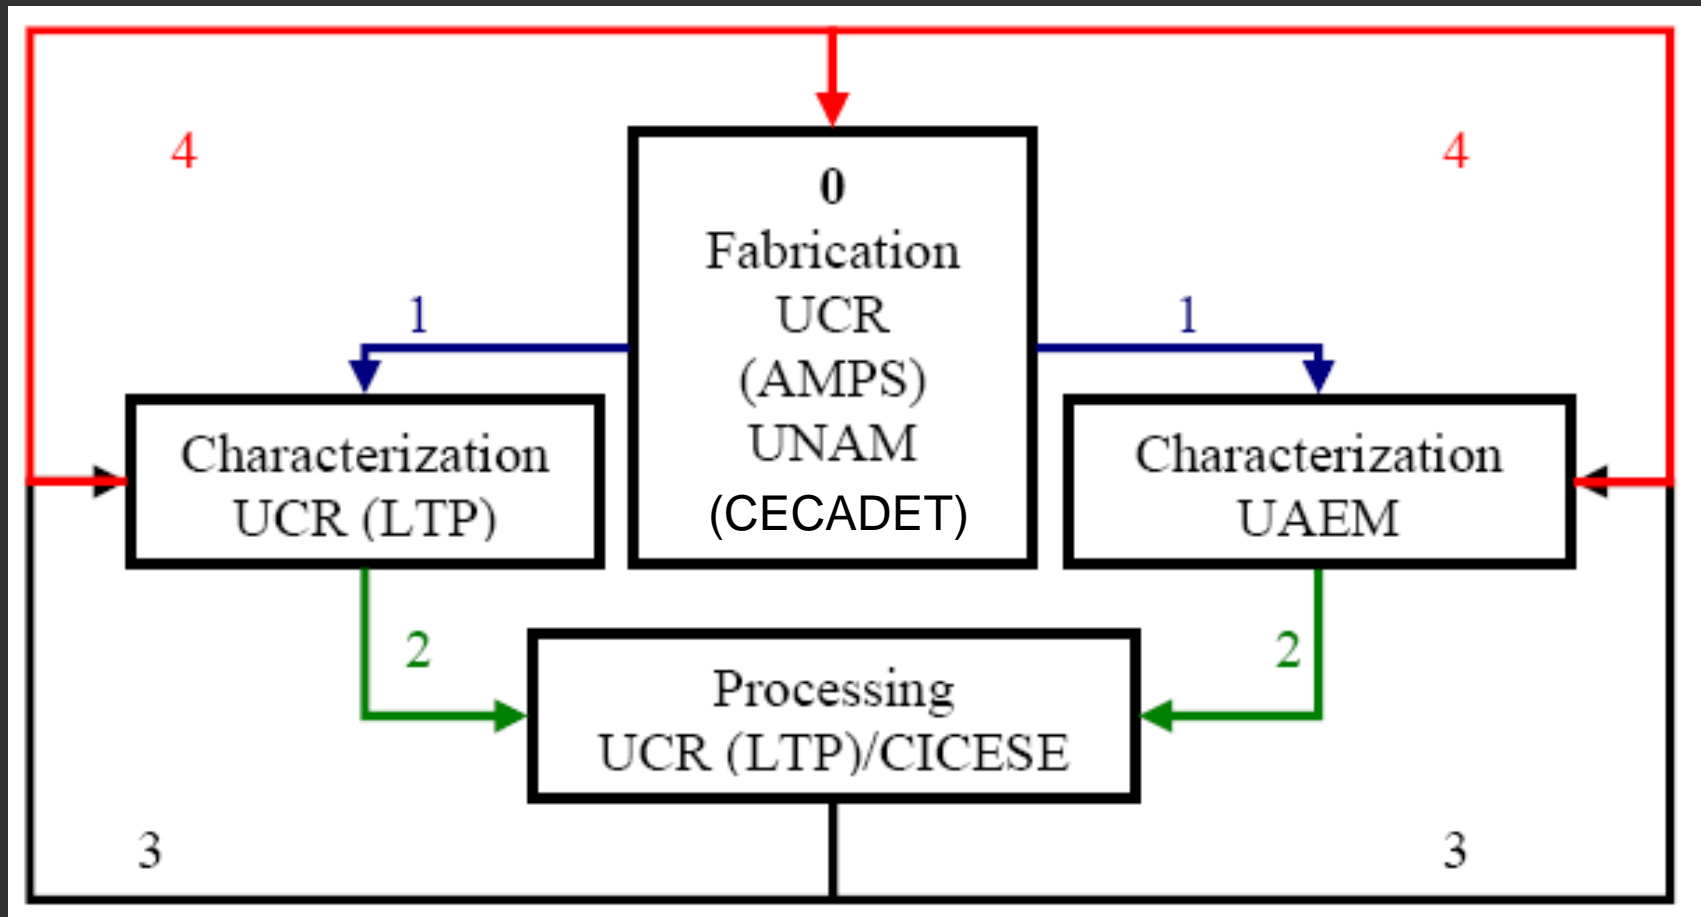 4
4
0
Fabrication
UCR
(AMPS)
UNAM
(CECADET)
1
1
Characterization
UCR (LTP)
Characterization
UAEM
2
2
Processing
UCR (LTP)/CICESE
3
3